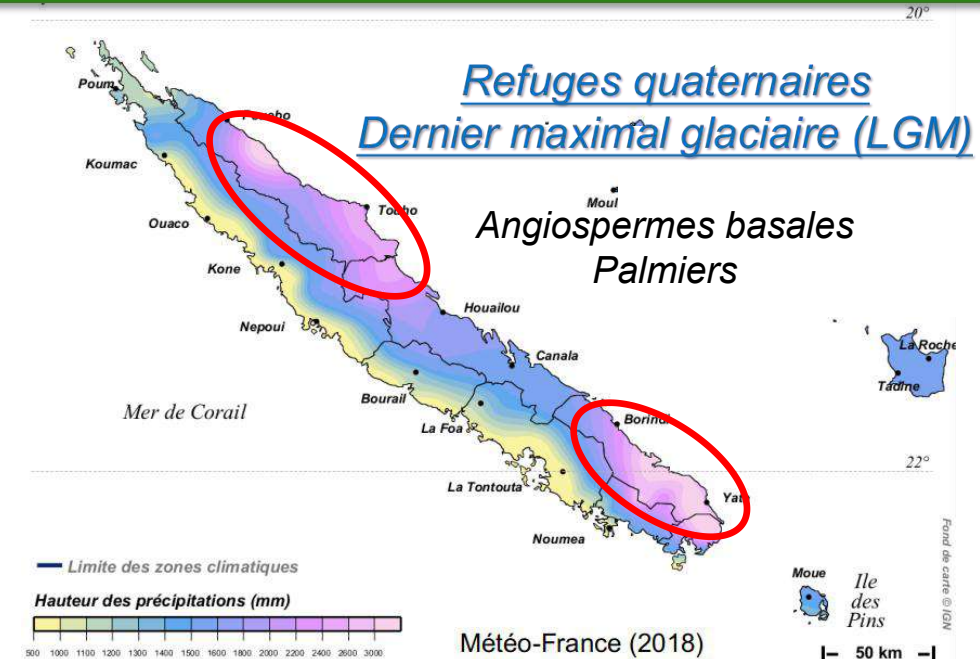 20°
Refuges quaternaires
Dernier maximal glaciaire (LGM)
Poum
Koumac
Touho
Moul
Ouaco
Angiospermes basales
Palmiers
Kone
Houailou
Nepoui
Canala
La Roche
Tadine
Bourail
Mer de Corail
Borindi
La Foa
22°
La Tontouta
Yate
Noumea
Fond de carte © IGN
Limite des zones climatiques
Moue
Ile
des
Pins
Hauteur des précipitations (mm)
500 1000 1100 1200 1300 1400 1500 1600 1800 2000 2200 2400 2600 3000
Météo-France (2018)
50 km